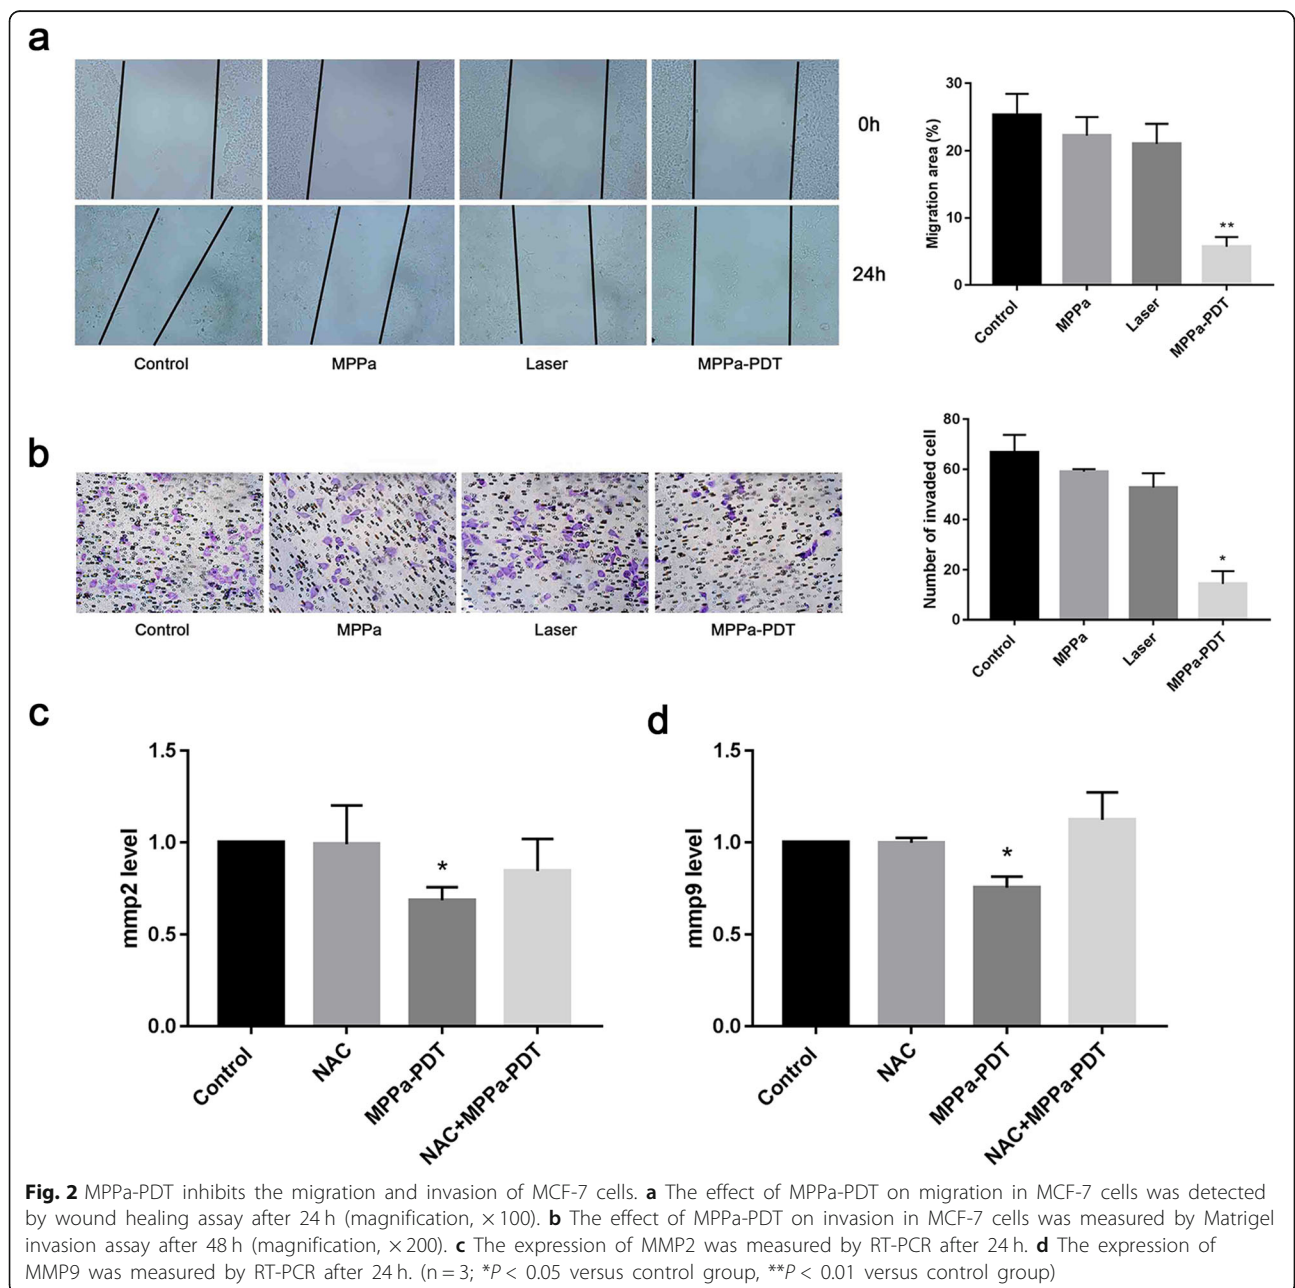 a
0h
24h
Control
MPPa
Laser
MPPa-PDT
30
20
10
0
Migration area (%)
**
Control
MPPa
Laser
MPPa-PDT
b
Control
MPPa
Laser
MPPa-PDT
80
60
40
20
0
Number of invaded cell
*
Control
MPPa
Laser
MPPa-PDT
c
1.5
1.0
0.5
0.0
mmp2 level
*
Control
NAC
MPPa-PDT
NAC+MPPa-PDT
d
1.5
1.0
0.5
0.0
mmp9 level
*
Control
NAC
MPPa-PDT
NAC+MPPa-PDT
Fig. 2 MPPa-PDT inhibits the migration and invasion of MCF-7 cells. a The effect of MPPa-PDT on migration in MCF-7 cells was detected
by wound healing assay after 24 h (magnification, × 100). b The effect of MPPa-PDT on invasion in MCF-7 cells was measured by Matrigel
invasion assay after 48 h (magnification, × 200). c The expression of MMP2 was measured by RT-PCR after 24 h. d The expression of
MMP9 was measured by RT-PCR after 24 h. (n = 3; *P < 0.05 versus control group, **P < 0.01 versus control group)